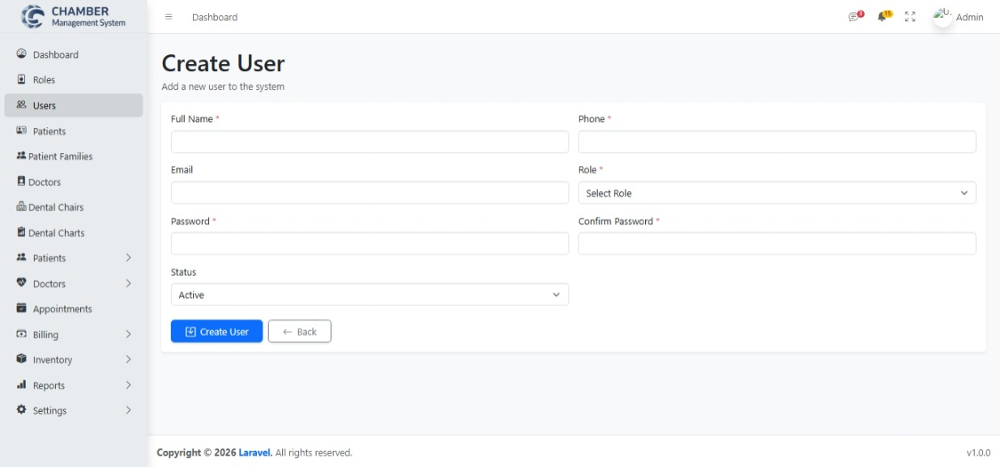 CHAMBER
Management System
Dashboard
3
15
U.
Admin
Dashboard
Roles
Users
Patients
Patient Families
Doctors
Dental Chairs
Dental Charts
Patients
Doctors
Appointments
Billing
Inventory
Reports
Settings
Create User
Add a new user to the system
Full Name *
Phone *
Email
Role *
Select Role
Password *
Confirm Password *
Status
Active
Create User
← Back
Copyright © 2026 Laravel. All rights reserved.
v1.0.0